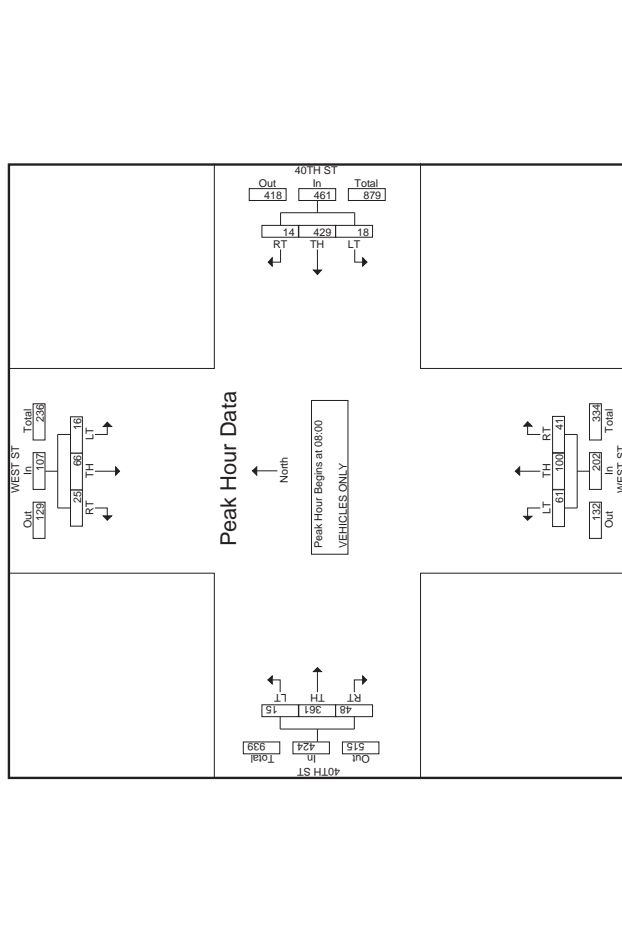 40TH ST
Out In Total
418 461 879
14 429 18
RT TH LT
WEST ST
Out In Total
129 107 236
25 66 16
RT TH LT
Peak Hour Data
North
Peak Hour Begins at 08:00
VEHICLES ONLY
LT TH RT
61 100 41
132 202 334
Out In Total
WEST ST
LT TH RT
15 361 48
939 424 515
Total In Out
40TH ST